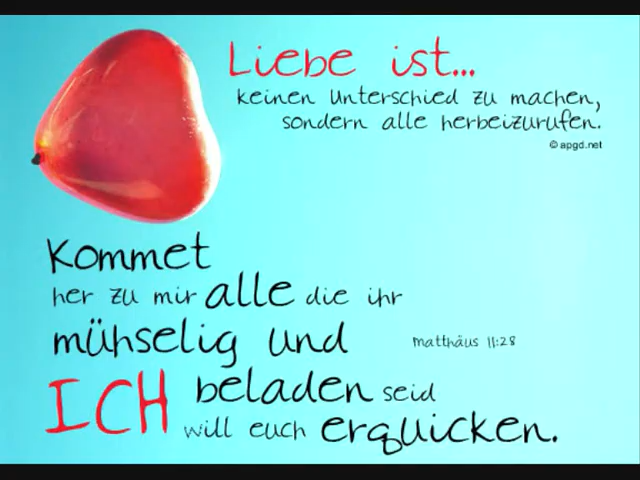 Liebe ist...
keinen Unterschied zu machen,
sondern alle herbeizurufen.
© apgd.net
Kommet
her zu mir alle die ihr
mühselig und
matthäus 11:28
beladen seid
ICH will euch erquicken.